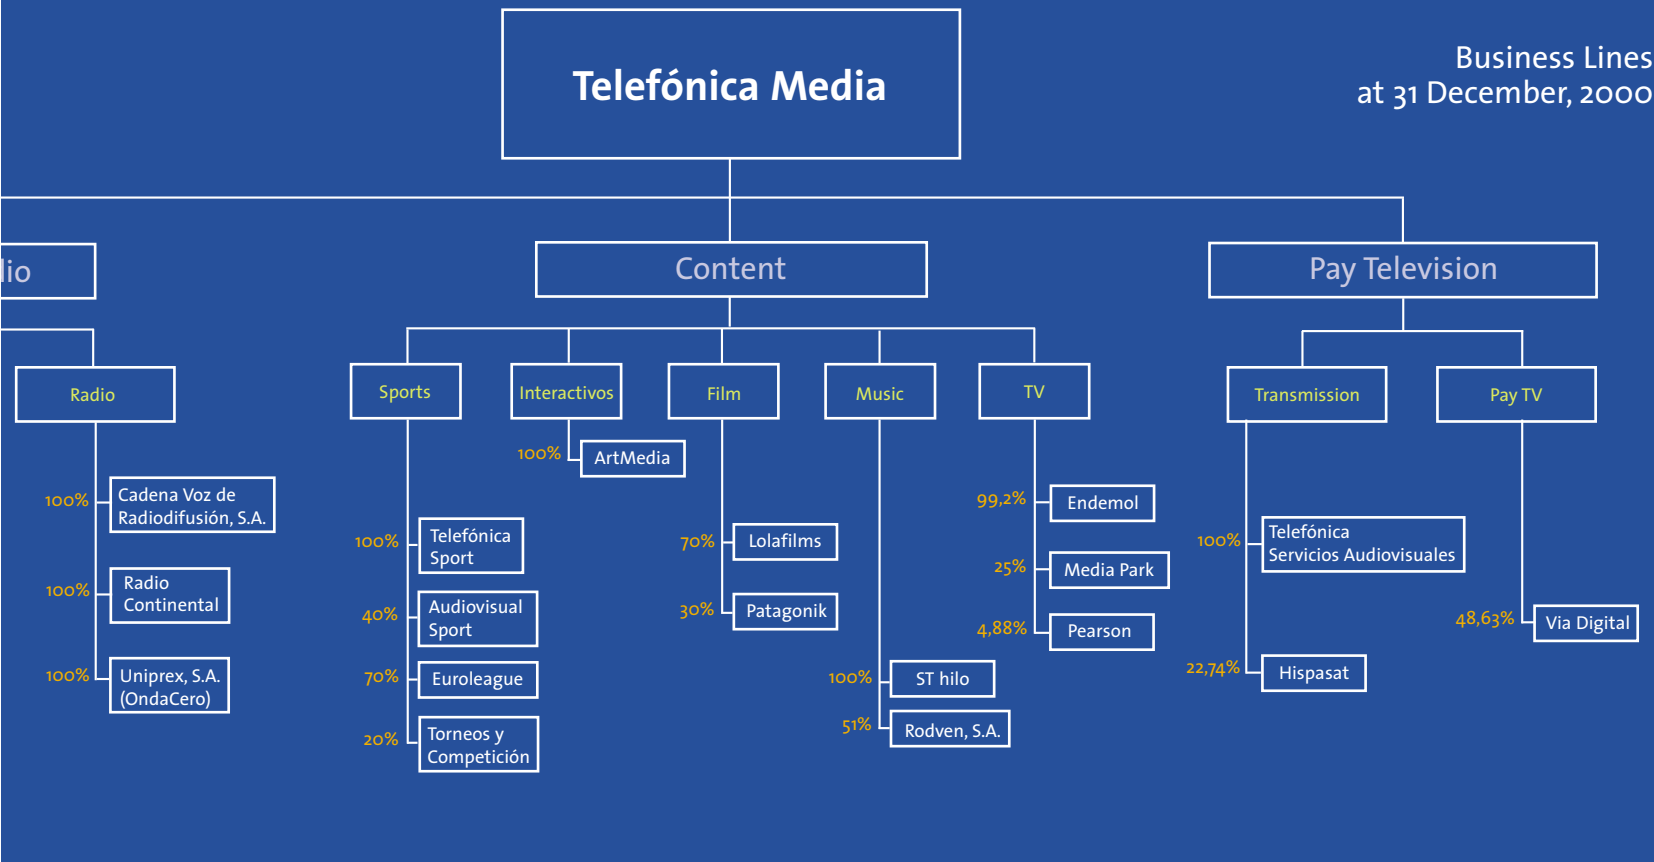 Telefónica Media
Business Lines
at 31 December, 2000
lio
Content
Pay Television
Radio
Sports
Interactivos
Film
Music
TV
Transmission
Pay TV
100%
Cadena Voz de
Radiodifusión, S.A.
100%
Radio
Continental
100%
Uniprex, S.A.
(OndaCero)
100%
Telefónica
Sport
40%
Audiovisual
Sport
70%
Euroleague
20%
Torneos y
Competición
100%
ArtMedia
70%
Lolafilms
30%
Patagonik
100%
ST hilo
51%
Rodven, S.A.
99,2%
Endemol
25%
Media Park
4,88%
Pearson
100%
Telefónica
Servicios Audiovisuales
22,74%
Hispasat
48,63%
Via Digital